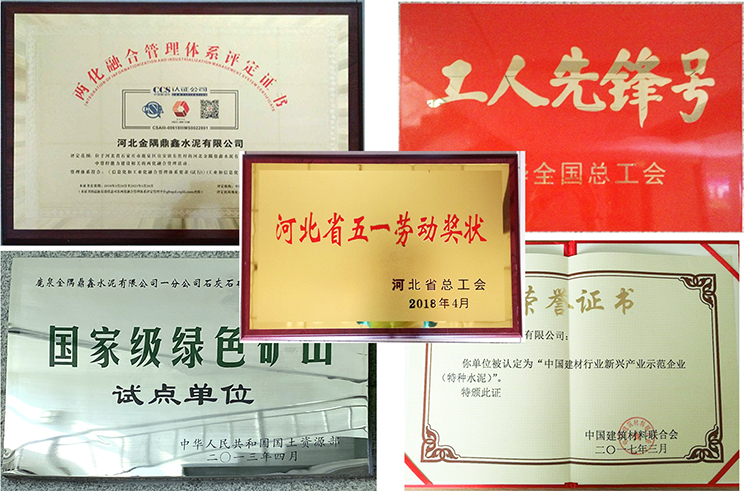 两化融合管理体系评定证书
INFORMATIONIZATION AND INDUSTRIALIZATION MANAGEMENT SYSTEM CERTIFICATE
CCS认证公司
CSAIII-00618IIIMS0022801
河北金隅鼎鑫水泥有限公司
工人先锋号
全国总工会
河北省五一劳动奖状
河北省总工会
2018年4月
鹿泉金隅鼎鑫水泥有限公司一分公司石灰石
国家级绿色矿山
试点单位
中华人民共和国国土资源部
二〇一三年四月
荣誉证书
有限公司：
你单位被认定为“中国建材行业新兴产业示范企业
（特种水泥）”。
特颁此证
中国建筑材料联合会
二〇一七年三月